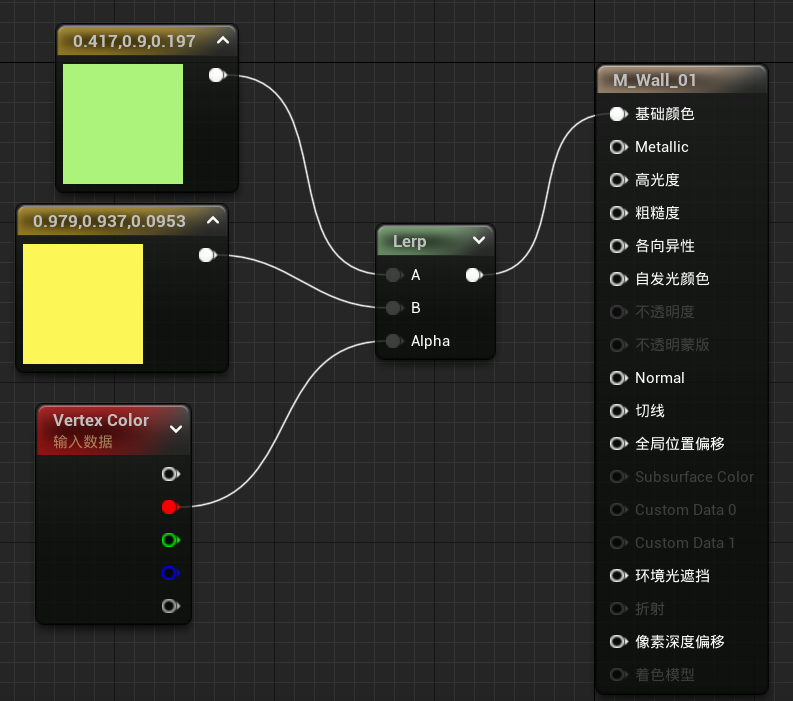 0.417,0.9,0.197
0.979,0.937,0.0953
Vertex Color
输入数据
Lerp
A
B
Alpha
M_Wall_01
基础颜色
Metallic
高光度
粗糙度
各向异性
自发光颜色
不透明度
不透明蒙版
Normal
切线
全局位置偏移
Subsurface Color
Custom Data 0
Custom Data 1
环境光遮挡
折射
像素深度偏移
着色模型